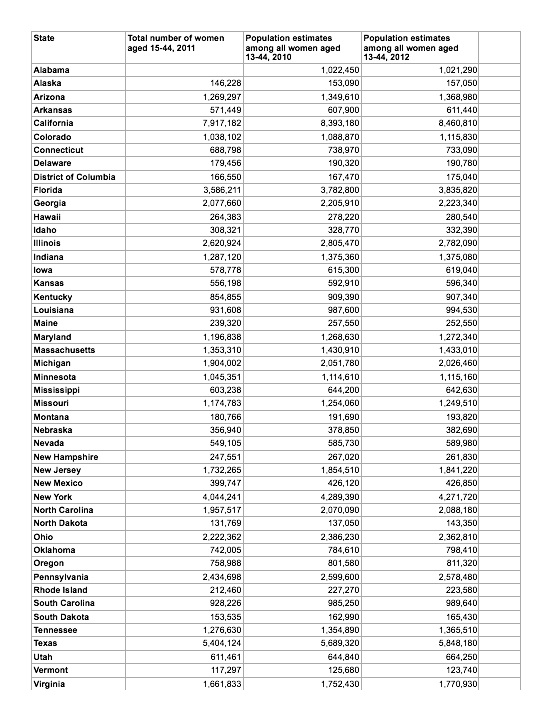 State Total number of women Population estimates Population estimates
aged 15-44, 2011 among all women aged among all women aged
13-44, 2010 13-44, 2012
Alabama 1,022,450 1,021,290
Alaska 146,228 153,090 157,050
Arizona 1,269,297 1,349,610 1,368,980
Arkansas 571,449 607,900 611,440
California 7,917,182 8,393,180 8,460,810
Colorado 1,038,102 1,088,870 1,115,830
Connecticut 688,798 738,970 733,090
Delaware 179,456 190,320 190,780
District of Columbia 166,550 167,470 175,040
Florida 3,586,211 3,782,800 3,835,820
Georgia 2,077,660 2,205,910 2,223,340
Hawaii 264,383 278,220 280,540
Idaho 308,321 328,770 332,390
Illinois 2,620,924 2,805,470 2,782,090
Indiana 1,287,120 1,375,360 1,375,080
Iowa 578,778 615,300 619,040
Kansas 556,198 592,910 596,340
Kentucky 854,855 909,390 907,340
Louisiana 931,608 987,600 994,530
Maine 239,320 257,550 252,550
Maryland 1,196,838 1,268,630 1,272,340
Massachusetts 1,353,310 1,430,910 1,433,010
Michigan 1,904,002 2,051,780 2,026,460
Minnesota 1,045,351 1,114,610 1,115,160
Mississippi 603,238 644,200 642,630
Missouri 1,174,783 1,254,060 1,249,510
Montana 180,766 191,690 193,820
Nebraska 356,940 378,850 382,690
Nevada 549,105 585,730 589,980
New Hampshire 247,551 267,020 261,830
New Jersey 1,732,265 1,854,510 1,841,220
New Mexico 399,747 426,120 426,850
New York 4,044,241 4,289,390 4,271,720
North Carolina 1,957,517 2,070,090 2,088,180
North Dakota 131,769 137,050 143,350
Ohio 2,222,362 2,386,230 2,362,810
Oklahoma 742,005 784,610 798,410
Oregon 758,988 801,580 811,320
Pennsylvania 2,434,698 2,599,600 2,578,480
Rhode Island 212,460 227,270 223,580
South Carolina 928,226 985,250 989,640
South Dakota 153,535 162,990 165,430
Tennessee 1,276,630 1,354,890 1,365,510
Texas 5,404,124 5,689,320 5,848,180
Utah 611,461 644,840 664,250
Vermont 117,297 125,680 123,740
Virginia 1,661,833 1,752,430 1,770,930